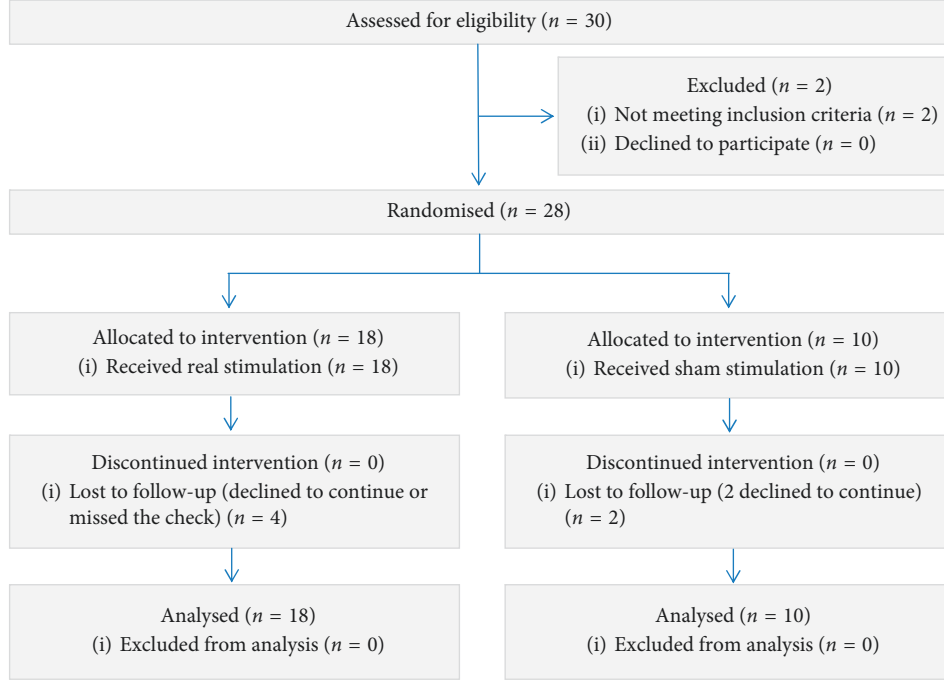 Assessed for eligibility (n = 30)
Excluded (n = 2)
(i) Not meeting inclusion criteria (n = 2)
(ii) Declined to participate (n = 0)
Randomised (n = 28)
Allocated to intervention (n = 18)
(i) Received real stimulation (n = 18)
Allocated to intervention (n = 10)
(i) Received sham stimulation (n = 10)
Discontinued intervention (n = 0)
(i) Lost to follow-up (declined to continue or
missed the check) (n = 4)
Discontinued intervention (n = 0)
(i) Lost to follow-up (2 declined to continue)
(n = 2)
Analysed (n = 18)
(i) Excluded from analysis (n = 0)
Analysed (n = 10)
(i) Excluded from analysis (n = 0)